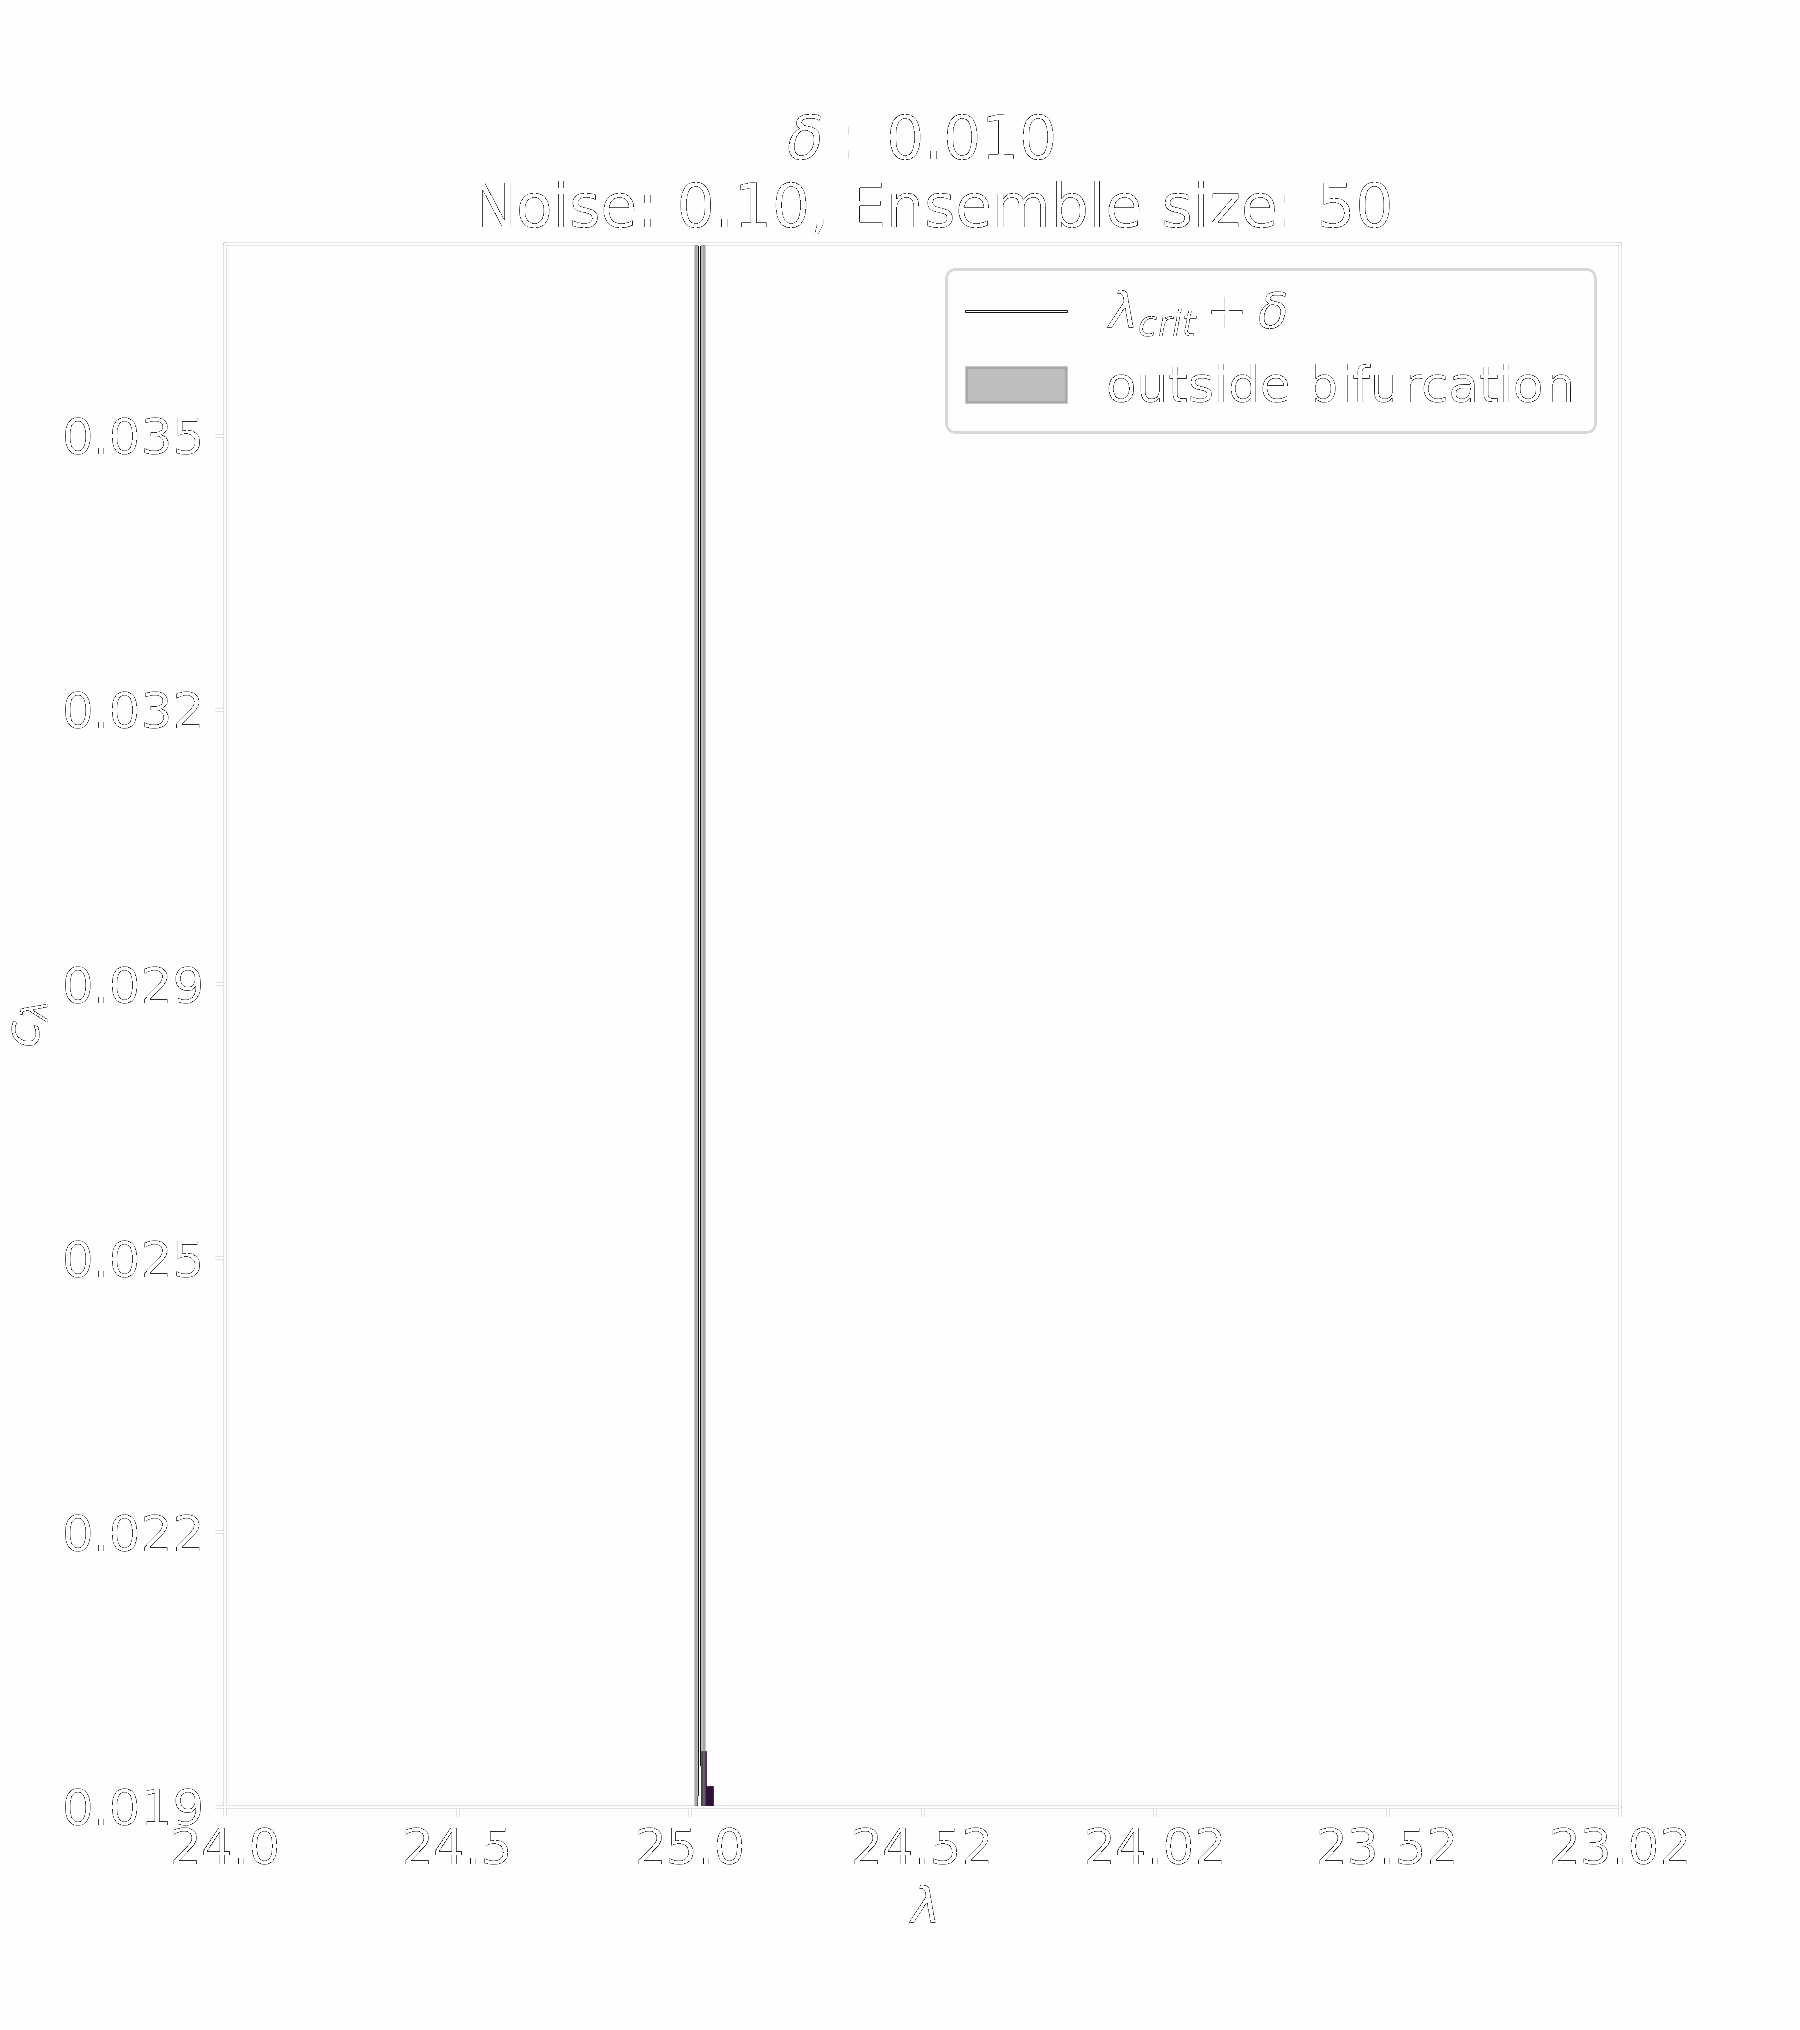 δ : 0.010
Noise: 0.10, Ensemble size: 50
λcrit + δ
outside bifurcation
0.035
0.032
0.029
cλ
0.025
0.022
0.019
24.0 24.5 25.0 24.52 24.02 23.52 23.02
λ